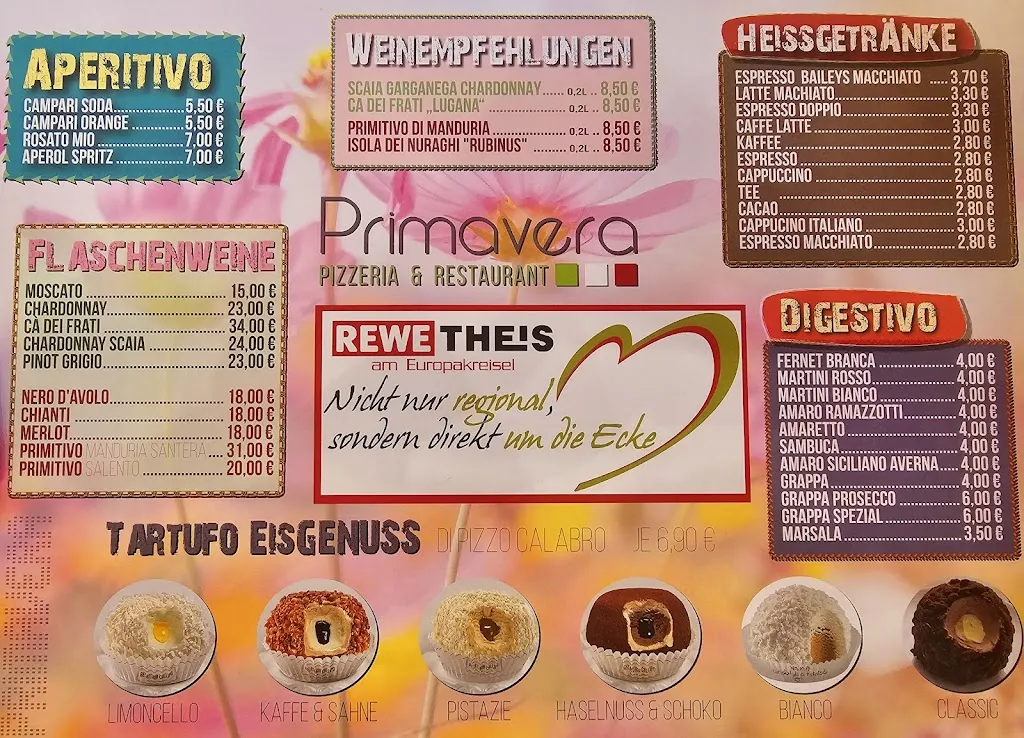 APERITIVO
CAMPARI SODA 5,50 €
CAMPARI ORANGE 5,50 €
ROSATO MIO 7,00 €
APEROL SPRITZ 7,00 €
WEINEMPFEHLUNGEN
SCAIA GARGANEGA CHARDONNAY 0,2L .. 8,50 €
CA DEI FRATI „LUGANA“ 0,2L .. 8,50 €
PRIMITIVO DI MANDURIA 0,2L .. 8,50 €
ISOLA DEI NURAGHI "RUBINUS" 0,2L .. 8,50 €
HEISSGETRÄNKE
ESPRESSO BAILEYS MACCHIATO 3,70 €
LATTE MACHIATO 3,30 €
ESPRESSO DOPPIO 3,30 €
CAFFE LATTE 3,00 €
KAFFEE 2,80 €
ESPRESSO 2,80 €
CAPPUCCINO 2,80 €
TEE 2,80 €
CACAO 2,80 €
CAPPUCINO ITALIANO 3,00 €
ESPRESSO MACCHIATO 2,80 €
FLASCHENWEINE
MOSCATO 15,00 €
CHARDONNAY 23,00 €
CÀ DEI FRATI 34,00 €
CHARDONNAY SCAIA 24,00 €
PINOT GRIGIO 23,00 €
NERO D'AVOLO 18,00 €
CHIANTI 18,00 €
MERLOT 18,00 €
PRIMITIVO MANDURIA SANTERA 31,00 €
PRIMITIVO SALENTO 20,00 €
Primavera
PIZZERIA & RESTAURANT
REWE THEIS
am Europakreisel
Nicht nur regional,
sondern direkt um die Ecke
DIGESTIVO
FERNET BRANCA 4,00 €
MARTINI ROSSO 4,00 €
MARTINI BIANCO 4,00 €
AMARO RAMAZZOTTI 4,00 €
AMARETTO 4,00 €
SAMBUCA 4,00 €
AMARO SICILIANO AVERNA 4,00 €
GRAPPA 4,00 €
GRAPPA PROSECCO 6,00 €
GRAPPA SPEZIAL 6,00 €
MARSALA 3,50 €
TARTUFO EISGENUSS DI PIZZO CALABRO JE 6,90 €
LIMONCELLO
KAFFE & SAHNE
PISTAZIE
HASELNUSS & SCHOKO
BIANCO
CLASSIC